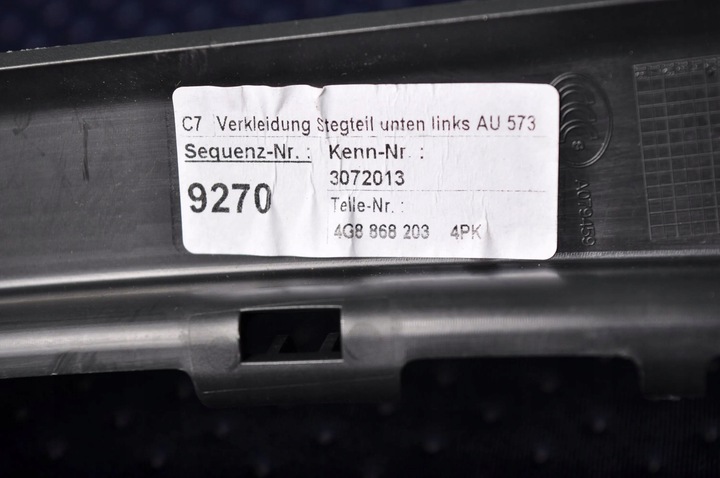 C7 Verkleidung Stegteil unten links AU 573
Sequenz-Nr. : Kenn-Nr. :
9270
3072013
Teile-Nr. :
4G8 868 203 4PK
A079459